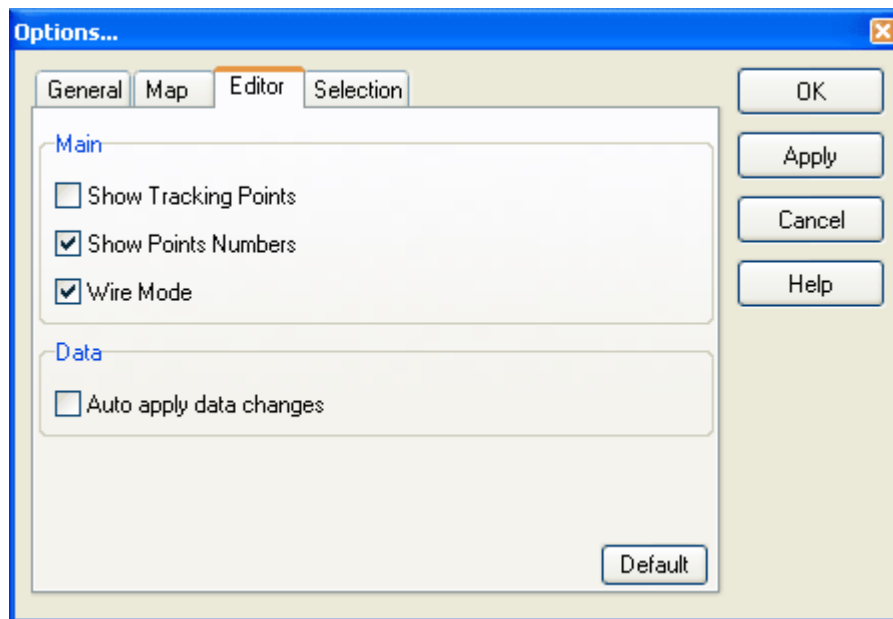 Options...
General Map Editor Selection
Main
Show Tracking Points
Show Points Numbers
Wire Mode
Data
Auto apply data changes
Default
OK
Apply
Cancel
Help